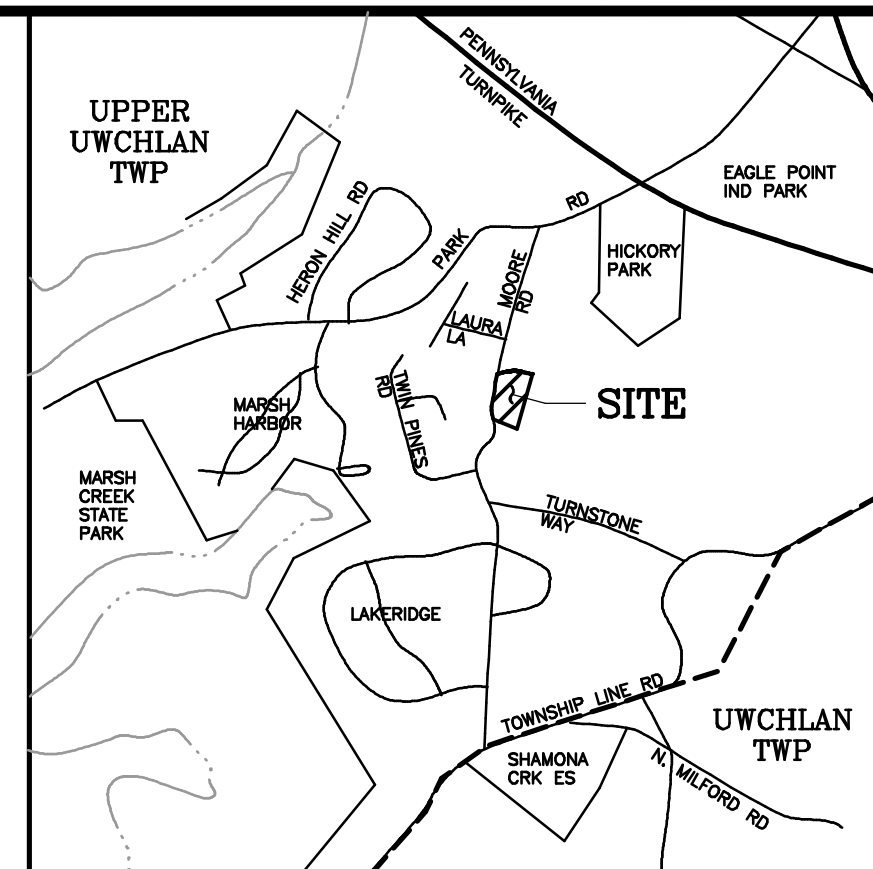 PENNSYLVANIA
TURNPIKE
UPPER
UWCHLAN
TWP
EAGLE POINT
IND PARK
HERON HILL RD
PARK
RD
HICKORY
PARK
MOORE
RD
LAURA
LA
TWIN PINES
RD
SITE
MARSH
HARBOR
MARSH
CREEK
STATE
PARK
TURNSTONE
WAY
LAKERIDGE
TOWNSHIP LINE RD
UWCHLAN
TWP
SHAMONA
CRK ES
N. MILFORD RD